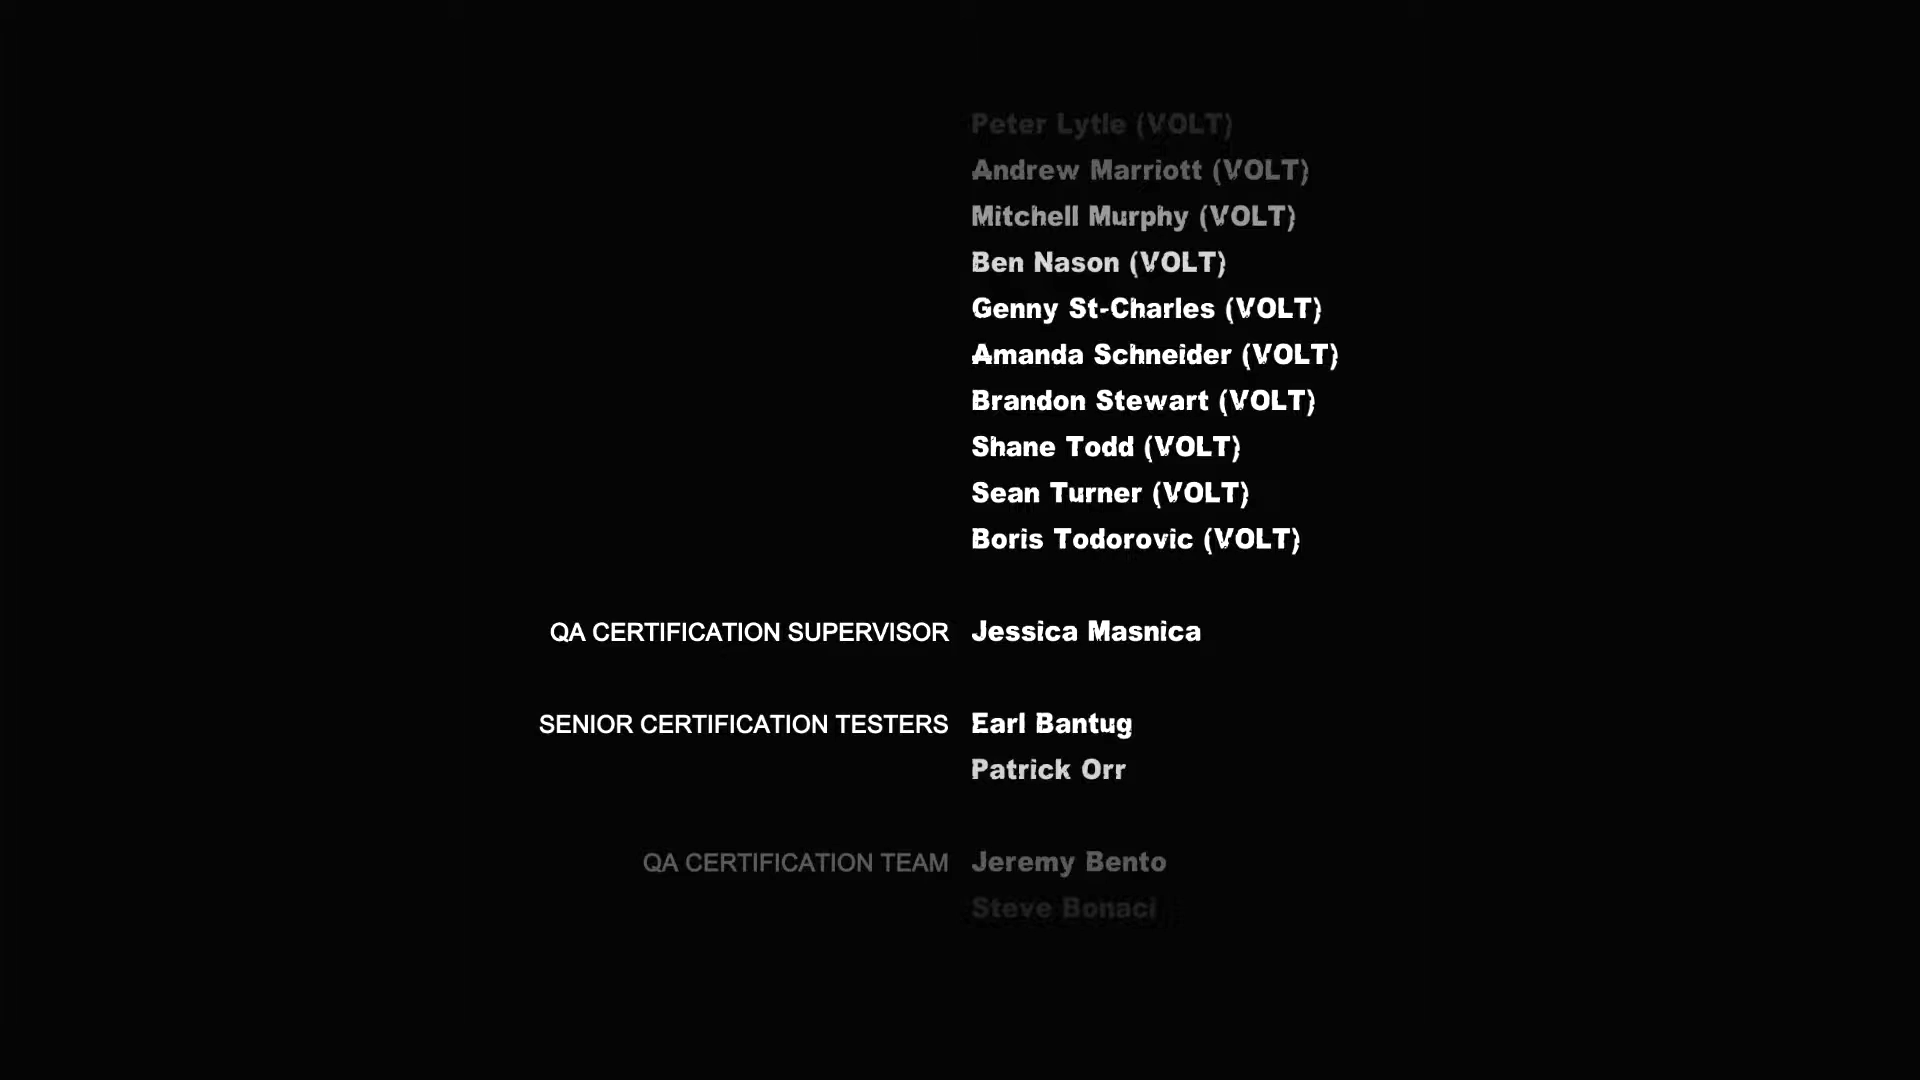 Peter Lytle (VOLT)
Andrew Marriott (VOLT)
Mitchell Murphy (VOLT)
Ben Nason (VOLT)
Genny St-Charles (VOLT)
Amanda Schneider (VOLT)
Brandon Stewart (VOLT)
Shane Todd (VOLT)
Sean Turner (VOLT)
Boris Todorovic (VOLT)
QA CERTIFICATION SUPERVISOR Jessica Masnica
SENIOR CERTIFICATION TESTERS Earl Bantug
Patrick Orr
QA CERTIFICATION TEAM Jeremy Bento
Steve Bonaci